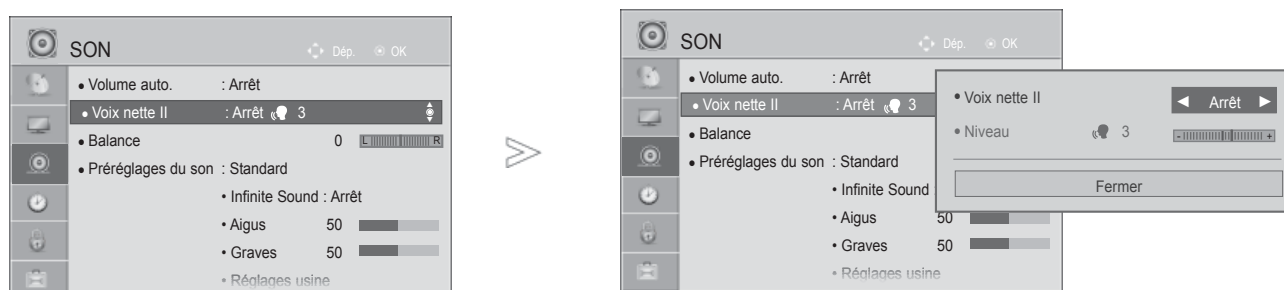 SON Dép. OK
• Volume auto. : Arrêt
• Voix nette II : Arrêt 3
• Balance 0 L R
• Préréglages du son : Standard
• Infinite Sound : Arrêt
• Aigus 50
• Graves 50
• Réglages usine
>
SON Dép. OK
• Volume auto. : Arrêt
• Voix nette II : Arrêt 3
• Balance
• Préréglages du son : Standard
• Infinite Sound :
• Aigus 50
• Graves 50
• Réglages usine
• Voix nette II ◄ Arrêt ►
• Niveau 3 - +
Fermer